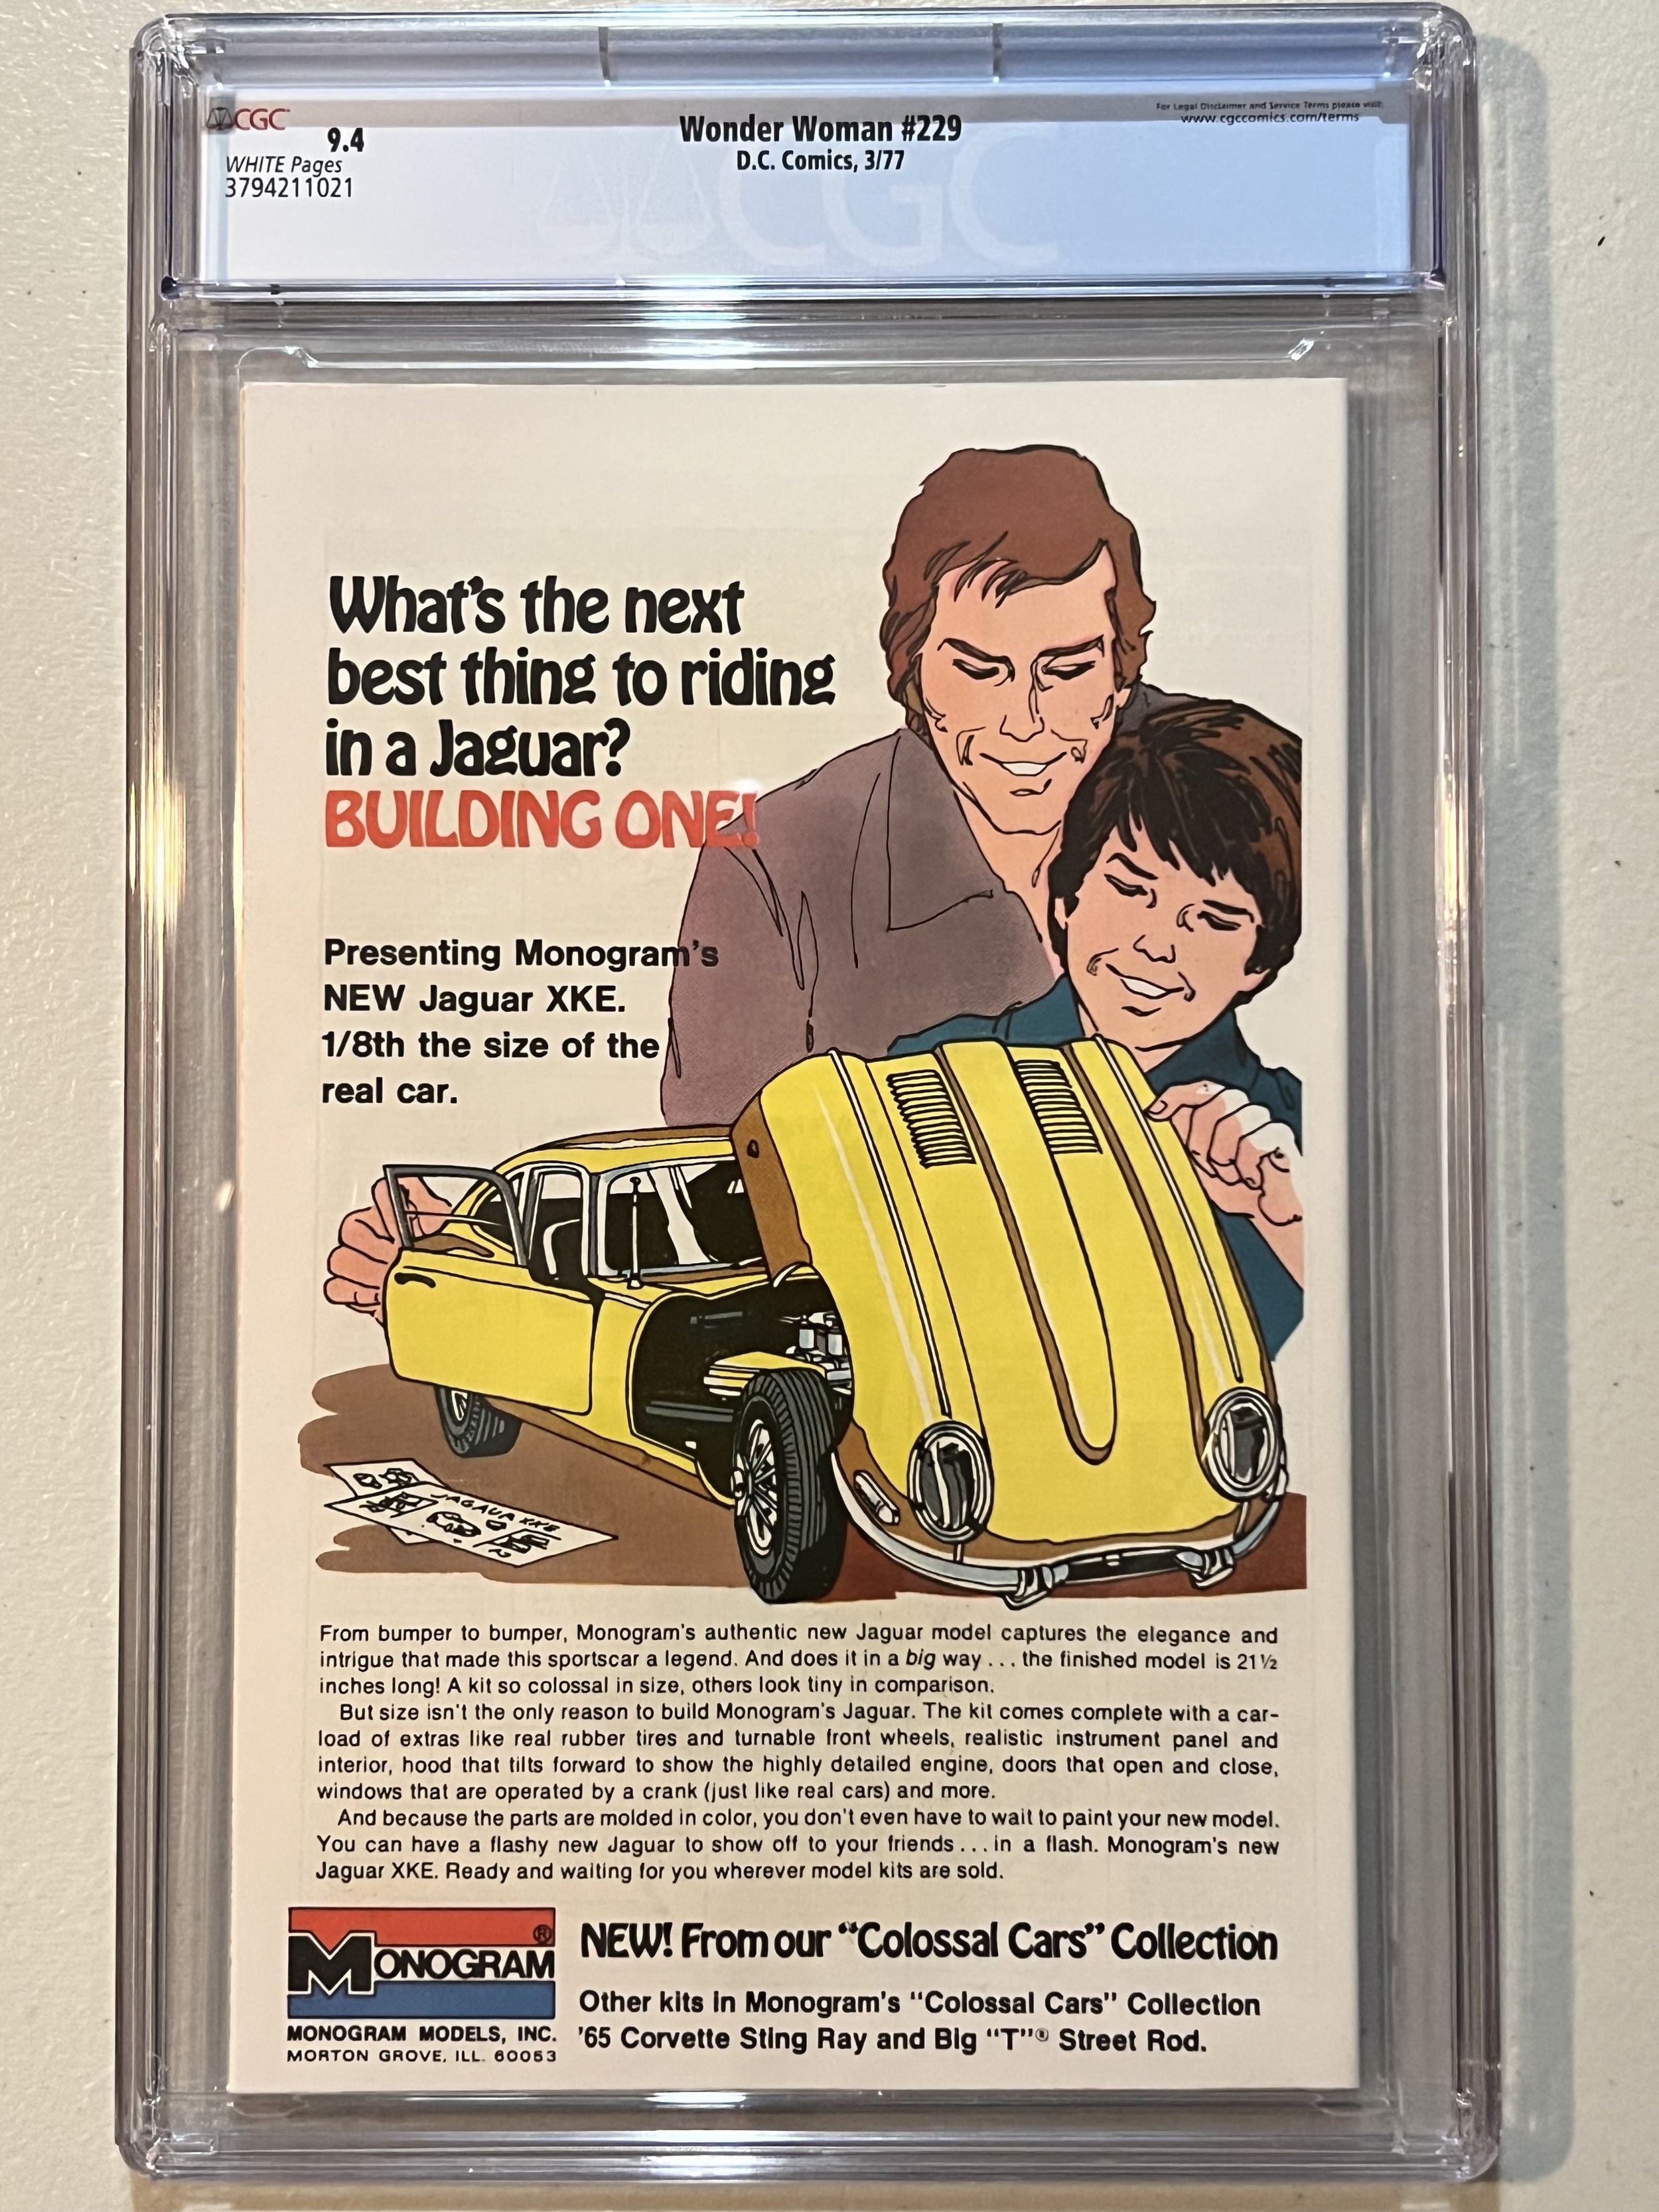 CGC
9.4
WHITE Pages
3794211021
Wonder Woman #229
D.C. Comics, 3/77
For Legal Disclaimer and Service Terms please visit:
www.cgccomics.com/terms
CGC
What's the next
best thing to riding
in a Jaguar?
BUILDING ONE!
Presenting Monogram's
NEW Jaguar XKE.
1/8th the size of the
real car.
JAGAUR XKE
From bumper to bumper, Monogram's authentic new Jaguar model captures the elegance and
intrigue that made this sportscar a legend. And does it in a big way . . . the finished model is 21½
inches long! A kit so colossal in size, others look tiny in comparison.
But size isn't the only reason to build Monogram's Jaguar. The kit comes complete with a car-
load of extras like real rubber tires and turnable front wheels, realistic instrument panel and
interior, hood that tilts forward to show the highly detailed engine, doors that open and close,
windows that are operated by a crank (just like real cars) and more.
And because the parts are molded in color, you don't even have to wait to paint your new model.
You can have a flashy new Jaguar to show off to your friends . . . in a flash. Monogram's new
Jaguar XKE. Ready and waiting for you wherever model kits are sold.
MONOGRAM ®
MONOGRAM MODELS, INC.
MORTON GROVE, ILL. 60053
NEW! From our "Colossal Cars" Collection
Other kits in Monogram's "Colossal Cars" Collection
'65 Corvette Sting Ray and Big "T"® Street Rod.